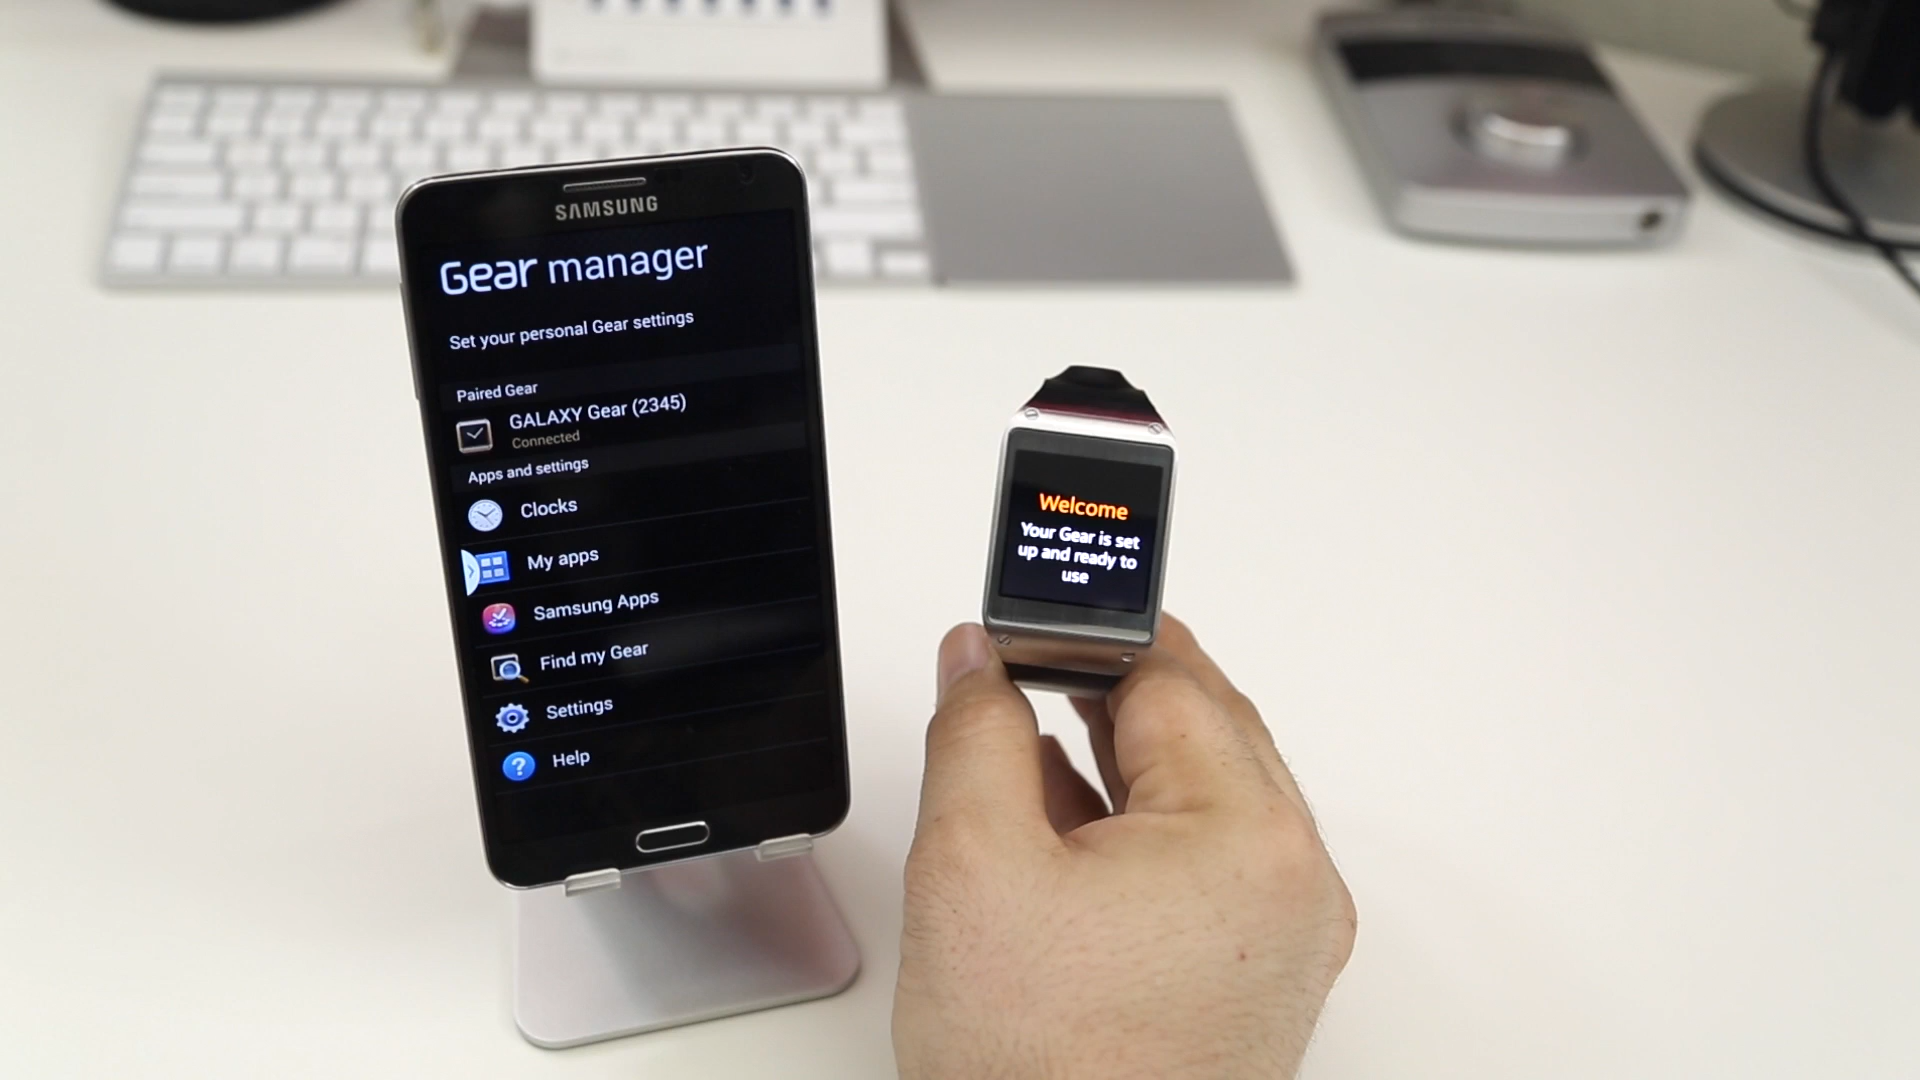 SAMSUNG
Gear manager
Set your personal Gear settings
Paired Gear
GALAXY Gear (2345)
Connected
Apps and settings
Clocks
My apps
Samsung Apps
Find my Gear
Settings
? Help
Welcome
Your Gear is set
up and ready to
use